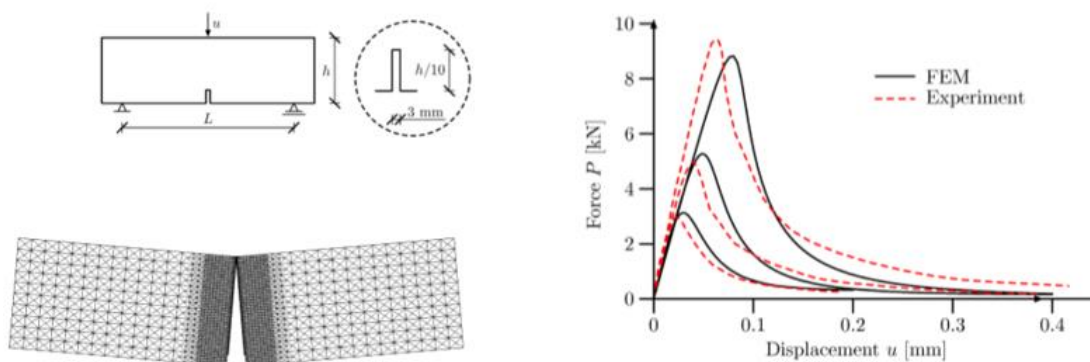 u
h
h/10
3 mm
L
Force P [kN]
10
8
6
4
2
0
FEM
Experiment
0
0.1
0.2
0.3
0.4
Displacement u [mm]